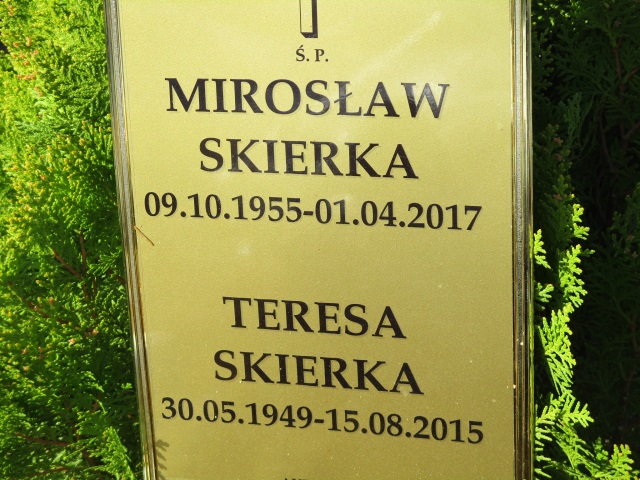 Ś. P.
MIROSŁAW
SKIERKA
09.10.1955-01.04.2017
TERESA
SKIERKA
30.05.1949-15.08.2015